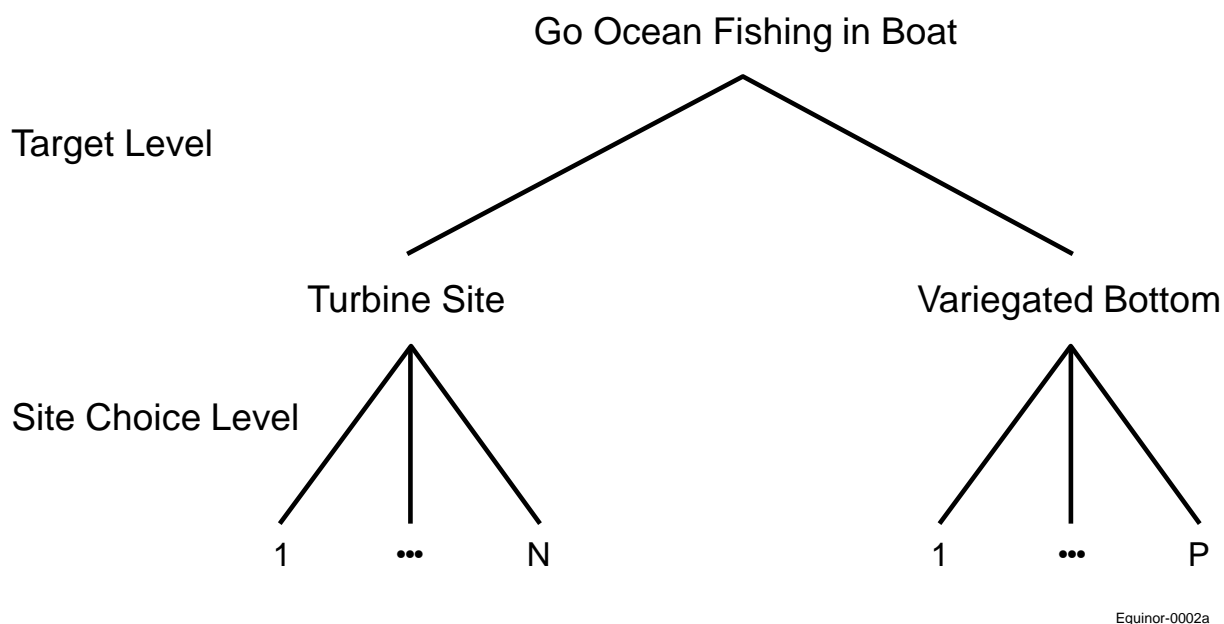 Go Ocean Fishing in Boat
Target Level
Turbine Site
Variegated Bottom
Site Choice Level
1 ••• N
1 ••• P
Equinor-0002a